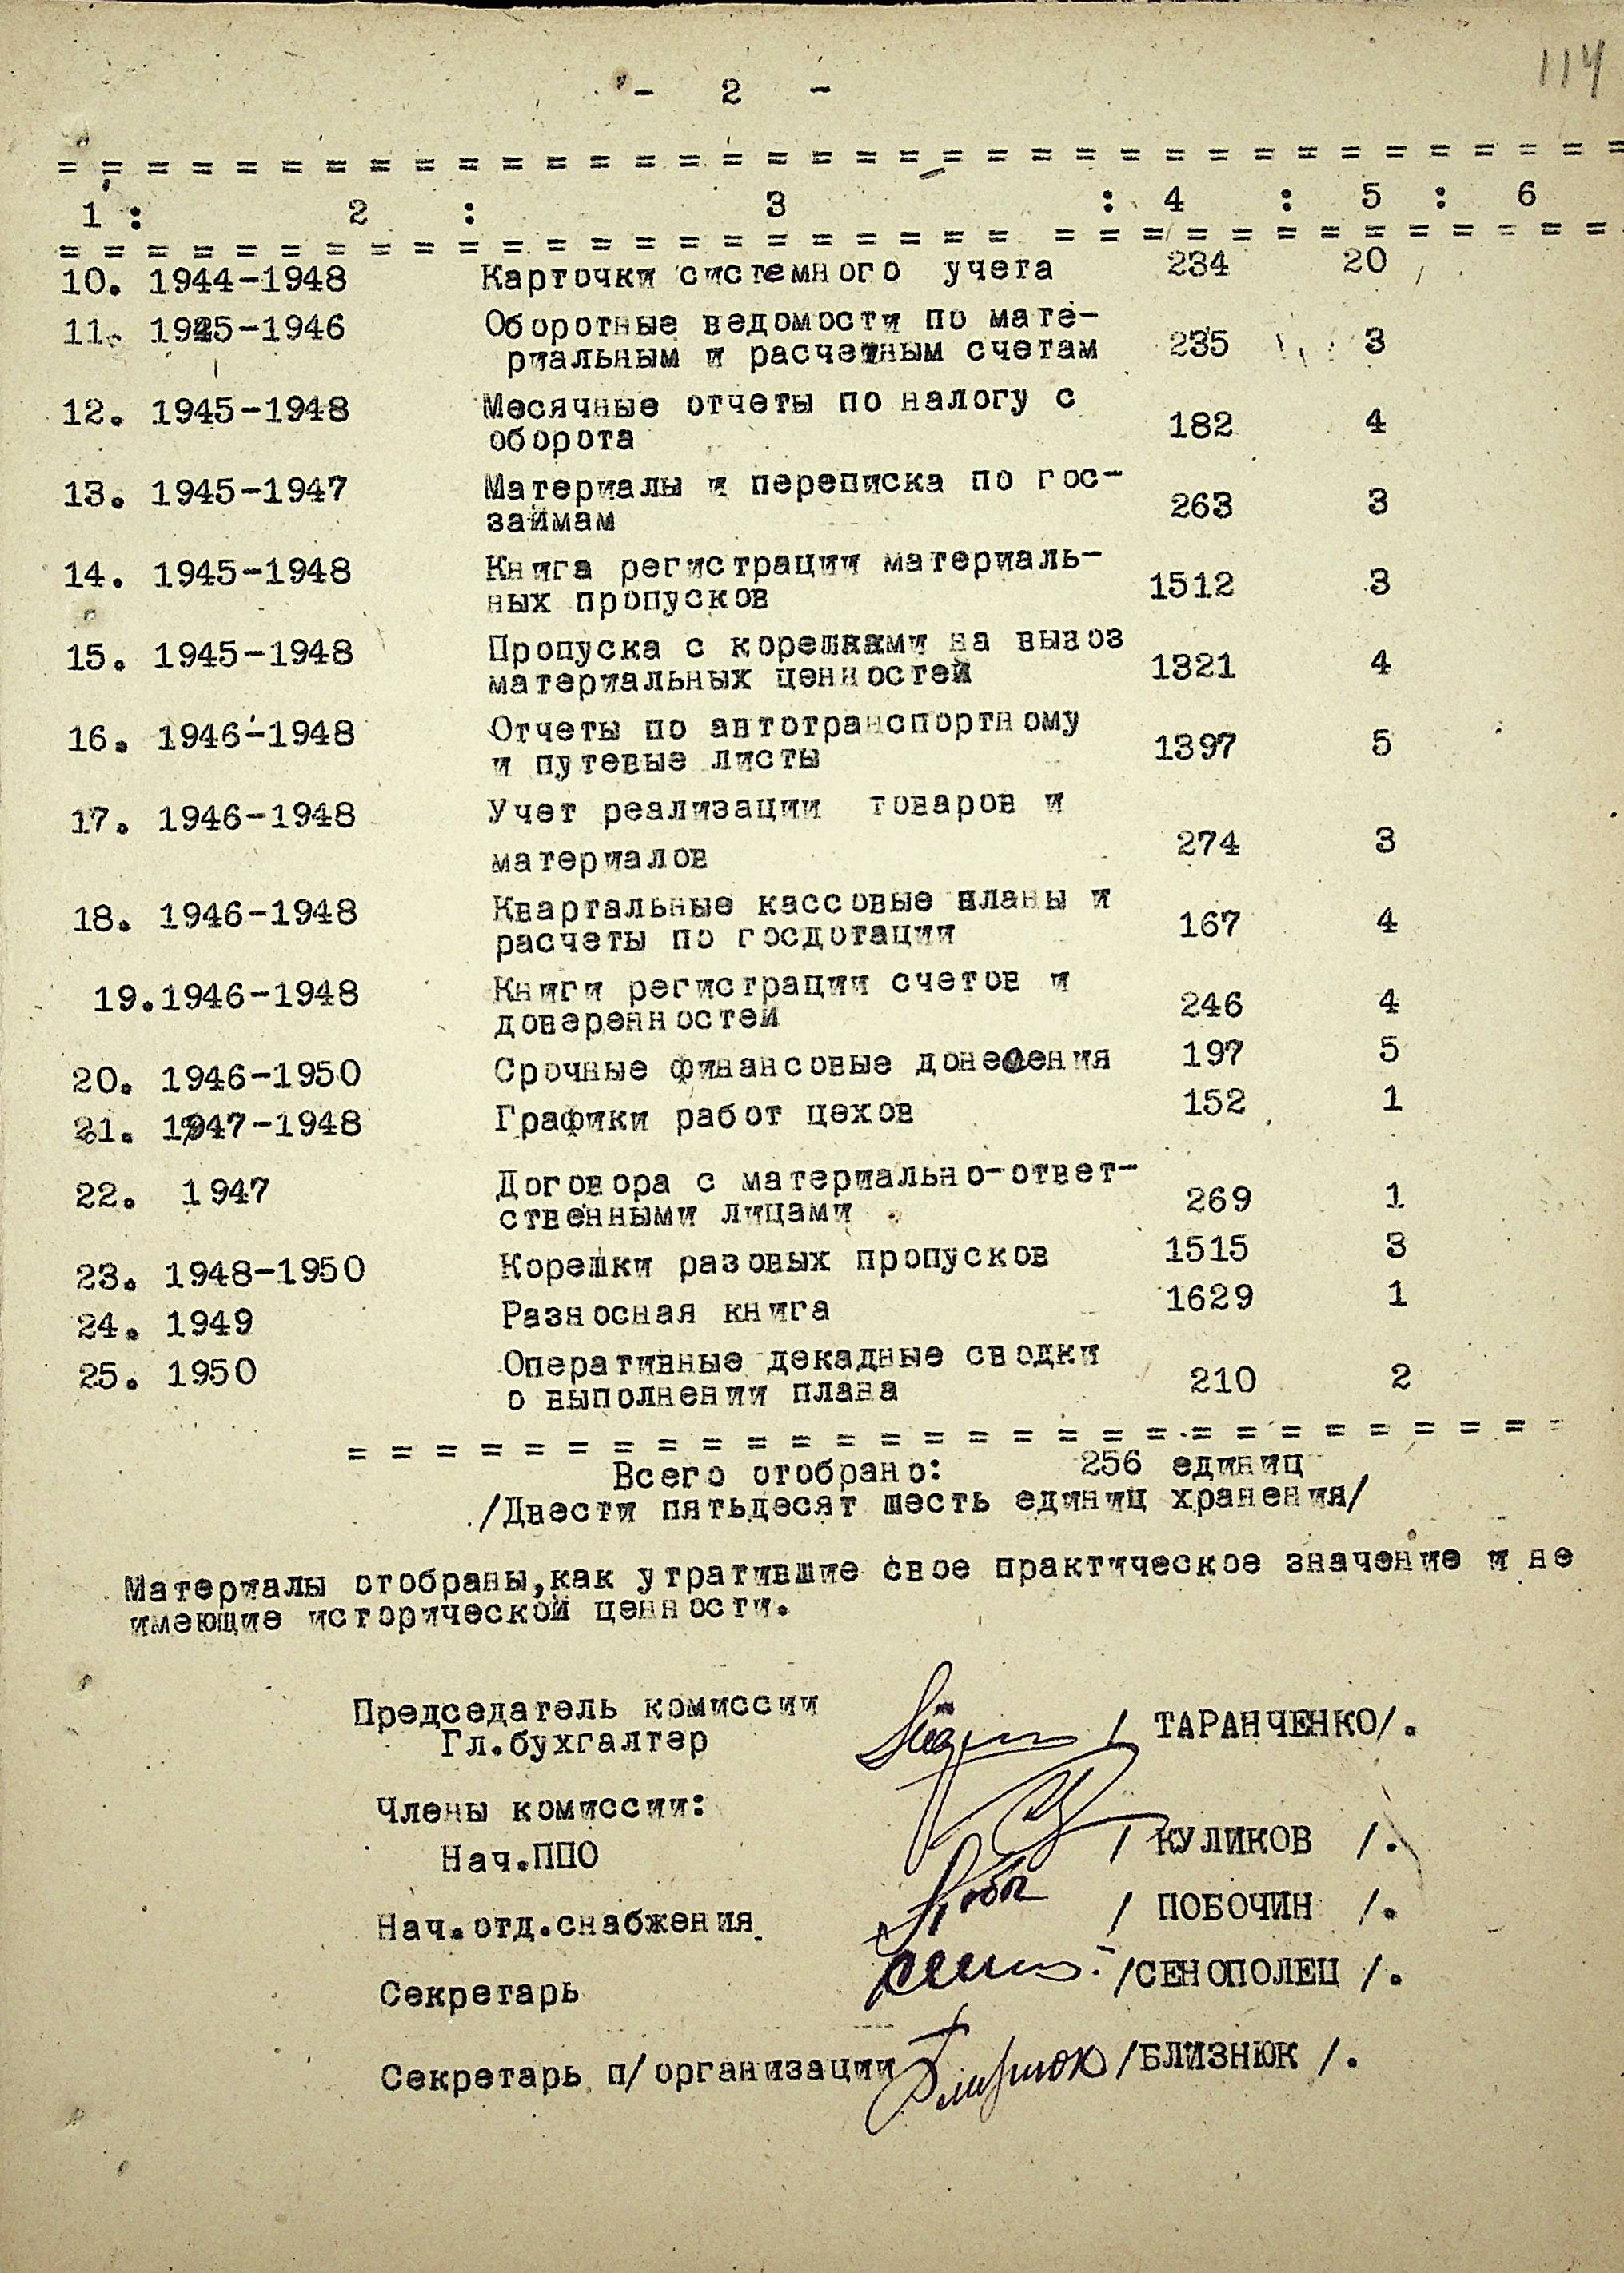 114
- 2 -
= = = = = = = = = = = = = = = = = = = = = = = = = = = = = = = = = = = =
1 : 2 : 3 : 4 : 5 : 6
= = = = = = = = = = = = = = = = = = = = = = = = = = = = = = = = = = =
10. 1944-1948 Карточки системного учета 234 20
11. 1945-1946 Оборотные ведомости по мате-
риальным и расчетным счетам 235 3
12. 1945-1948 Месячные отчеты по налогу с
оборота 182 4
13. 1945-1947 Материалы и переписка по гос-
займам 263 3
14. 1945-1948 Книга регистрации материаль-
ных пропусков 1512 3
15. 1945-1948 Пропуска с корешками на вывоз
материальных ценностей 1321 4
16. 1946-1948 Отчеты по автотранспортному
и путевые листы 1397 5
17. 1946-1948 Учет реализации товаров и
материалов 274 3
18. 1946-1948 Квартальные кассовые планы и
расчеты по госдотации 167 4
19.1946-1948 Книги регистрации счетов и
доверенностей 246 4
20. 1946-1950 Срочные финансовые донесения 197 5
21. 1947-1948 Графики работ цехов 152 1
22. 1947 Договора с материально-ответ-
ственными лицами 269 1
23. 1948-1950 Корешки разовых пропусков 1515 3
24. 1949 Разносная книга 1629 1
25. 1950 Оперативные декадные сводки
о выполнении плана 210 2
= = = = = = = = = = = = = = = = = = = = = = = = = = = =
Всего отобрано: 256 единиц
/Двести пятьдесят шесть единиц хранения/
Материалы отобраны,как утратившие свое практическое значение и не
имеющие исторической ценности.
Председатель комиссии
Гл.бухгалтер / ТАРАНЧЕНКО/.
Члены комиссии:
Нач.ППО / КУЛИКОВ /.
Нач.отд.снабжения / ПОБОЧИН /.
Секретарь /СЕНОПОЛЕЦ /.
Секретарь п/организации Близнюк /БЛИЗНЮК /.